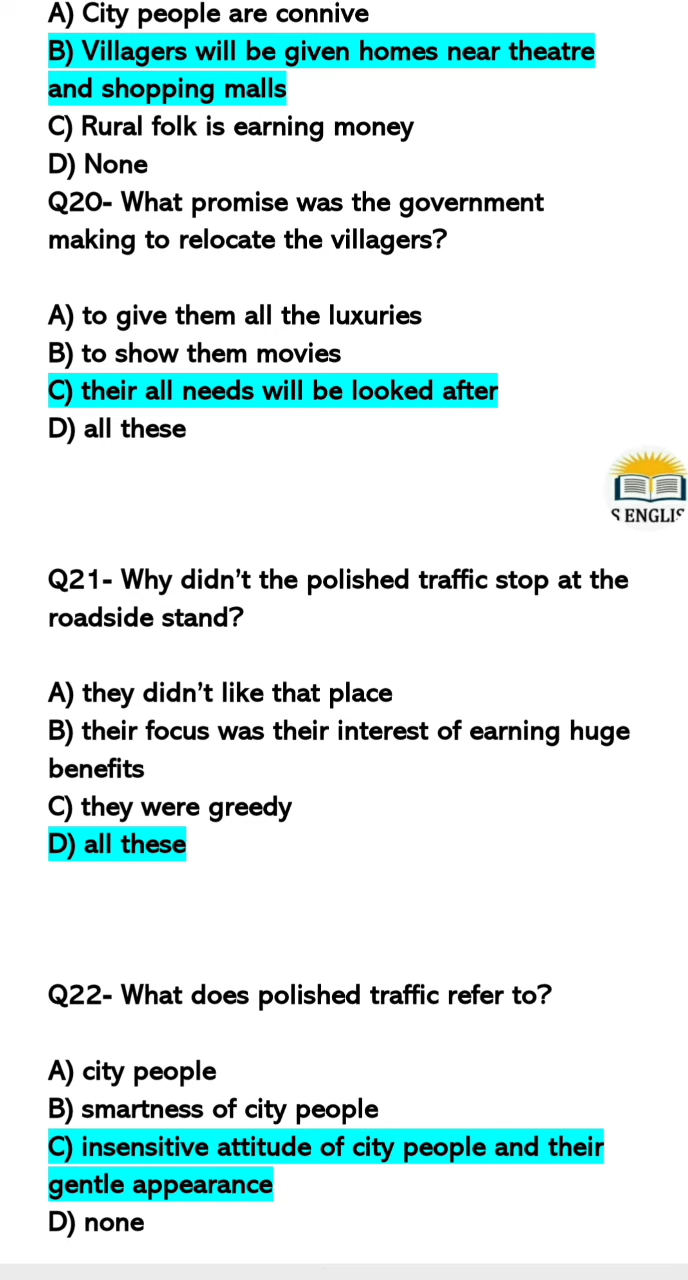 A) City people are connive
B) Villagers will be given homes near theatre
and shopping malls
C) Rural folk is earning money
D) None
Q20- What promise was the government
making to relocate the villagers?
A) to give them all the luxuries
B) to show them movies
C) their all needs will be looked after
D) all these
S ENGLIS
Q21- Why didn't the polished traffic stop at the
roadside stand?
A) they didn't like that place
B) their focus was their interest of earning huge
benefits
C) they were greedy
D) all these
Q22- What does polished traffic refer to?
A) city people
B) smartness of city people
C) insensitive attitude of city people and their
gentle appearance
D) none